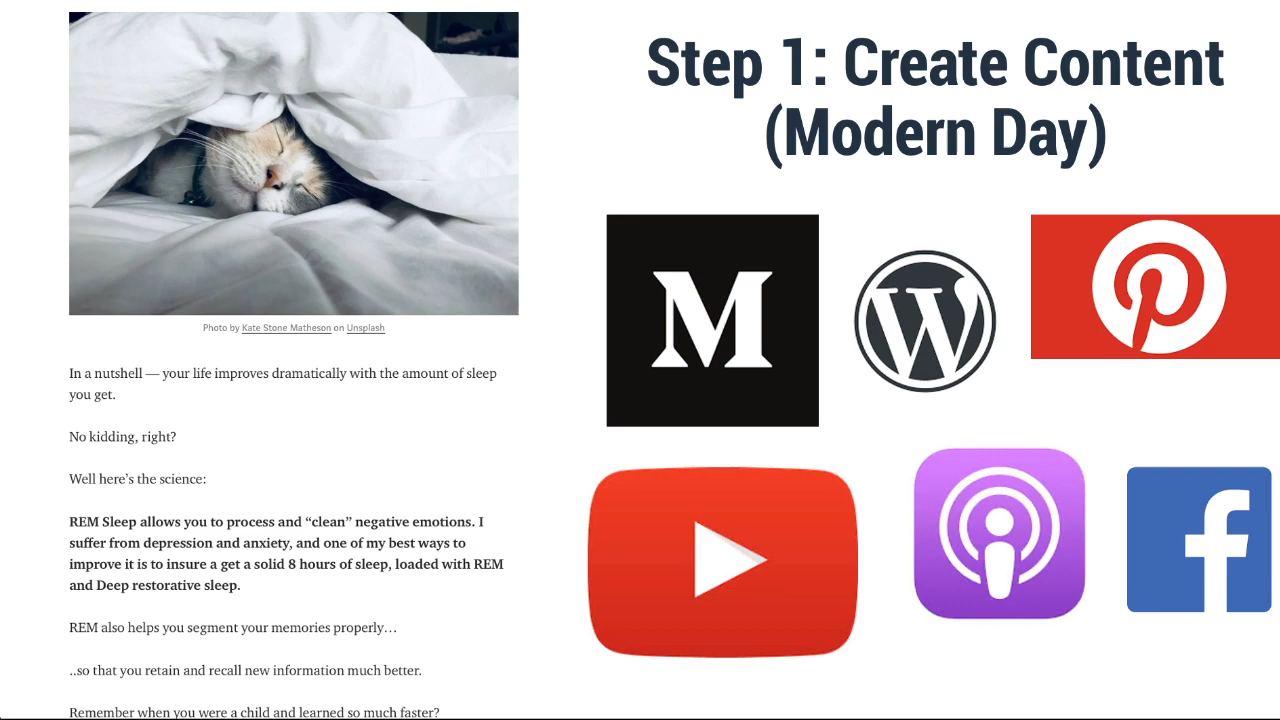 Step 1: Create Content
(Modern Day)
Photo by Kate Stone Matheson on Unsplash
In a nutshell — your life improves dramatically with the amount of sleep
you get.
No kidding, right?
Well here’s the science:
REM Sleep allows you to process and “clean” negative emotions. I
suffer from depression and anxiety, and one of my best ways to
improve it is to insure a get a solid 8 hours of sleep, loaded with REM
and Deep restorative sleep.
REM also helps you segment your memories properly…
..so that you retain and recall new information much better.
Remember when you were a child and learned so much faster?
M
W
P
f